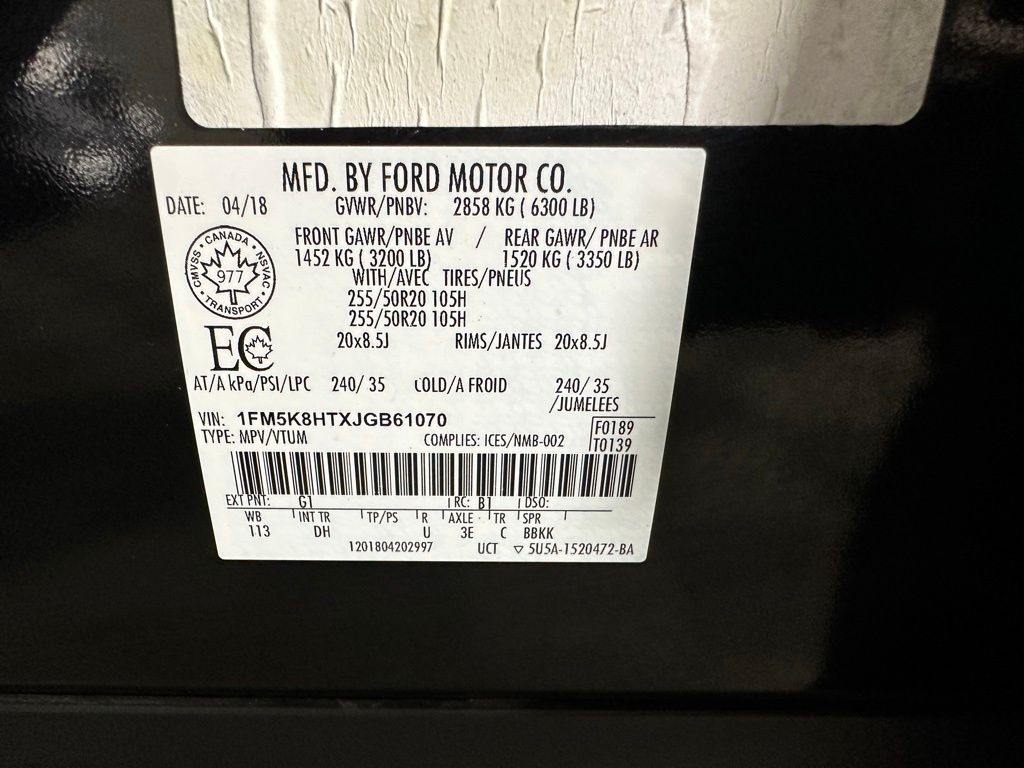 MFD. BY FORD MOTOR CO.
DATE: 04/18 GVWR/PNBV: 2858 KG ( 6300 LB)
FRONT GAWR/PNBE AV / REAR GAWR/ PNBE AR
1452 KG ( 3200 LB) 1520 KG ( 3350 LB)
WITH/AVEC TIRES/PNEUS
255/50R20 105H
255/50R20 105H
20x8.5J RIMS/JANTES 20x8.5J
CANADA
CMVSS 977 NSVAC
TRANSPORT
EC
AT/A kPa/PSI/LPC 240/ 35 COLD/A FROID 240/ 35
/JUMELEES
VIN: 1FM5K8HTXJGB61070
TYPE: MPV/VTUM COMPLIES: ICES/NMB-002
F0189
T0139
EXT PNT: G1 RC: B1 DSO:
WB INT TR TP/PS R AXLE TR SPR
113 DH U 3E C BBKK
1201804202997 UCT ▽ 5U5A-1520472-BA